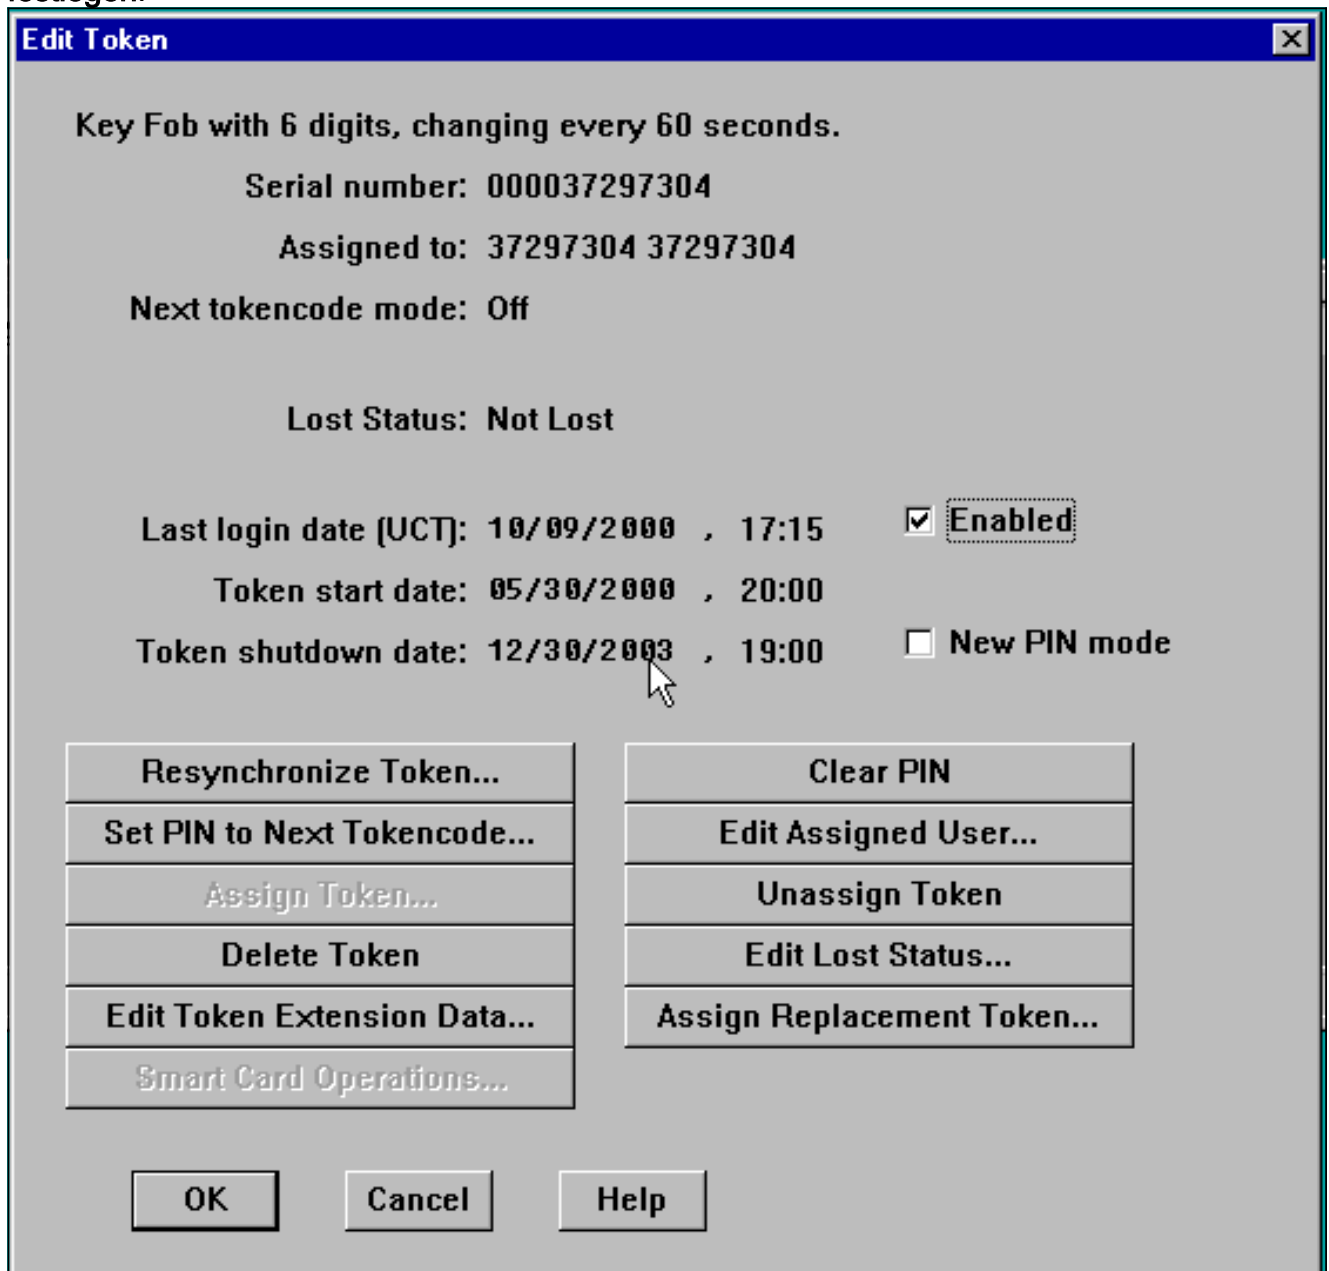 Edit Token
Key Fob with 6 digits, changing every 60 seconds.
Serial number: 000037297304
Assigned to: 37297304 37297304
Next tokencode mode: Off
Lost Status: Not Lost
Last login date (UCT): 10/09/2000 , 17:15 Enabled
Token start date: 05/30/2000 , 20:00
Token shutdown date: 12/30/2003 , 19:00 New PIN mode
Resynchronize Token... Clear PIN
Set PIN to Next Tokencode... Edit Assigned User...
Assign Token... Unassign Token
Delete Token Edit Lost Status...
Edit Token Extension Data... Assign Replacement Token...
Smart Card Operations...
OK Cancel Help